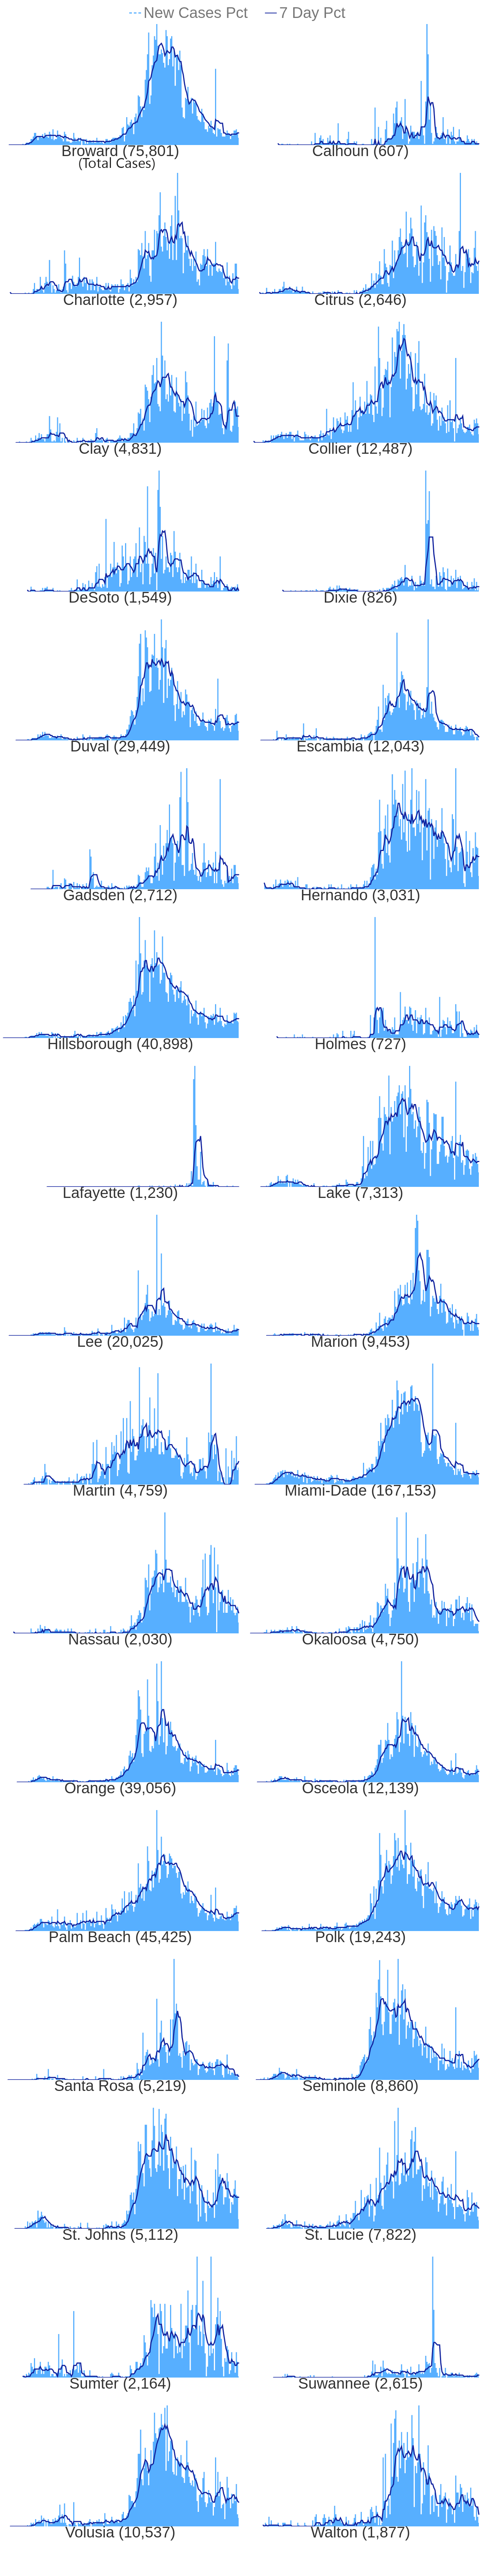 New Cases Pct 7 Day Pct
Broward (75,801) Calhoun (607)
(Total Cases)
Charlotte (2,957) Citrus (2,646)
Clay (4,831) Collier (12,487)
DeSoto (1,549) Dixie (826)
Duval (29,449) Escambia (12,043)
Gadsden (2,712) Hernando (3,031)
Hillsborough (40,898) Holmes (727)
Lafayette (1,230) Lake (7,313)
Lee (20,025) Marion (9,453)
Martin (4,759) Miami-Dade (167,153)
Nassau (2,030) Okaloosa (4,750)
Orange (39,056) Osceola (12,139)
Palm Beach (45,425) Polk (19,243)
Santa Rosa (5,219) Seminole (8,860)
St. Johns (5,112) St. Lucie (7,822)
Sumter (2,164) Suwannee (2,615)
Volusia (10,537) Walton (1,877)